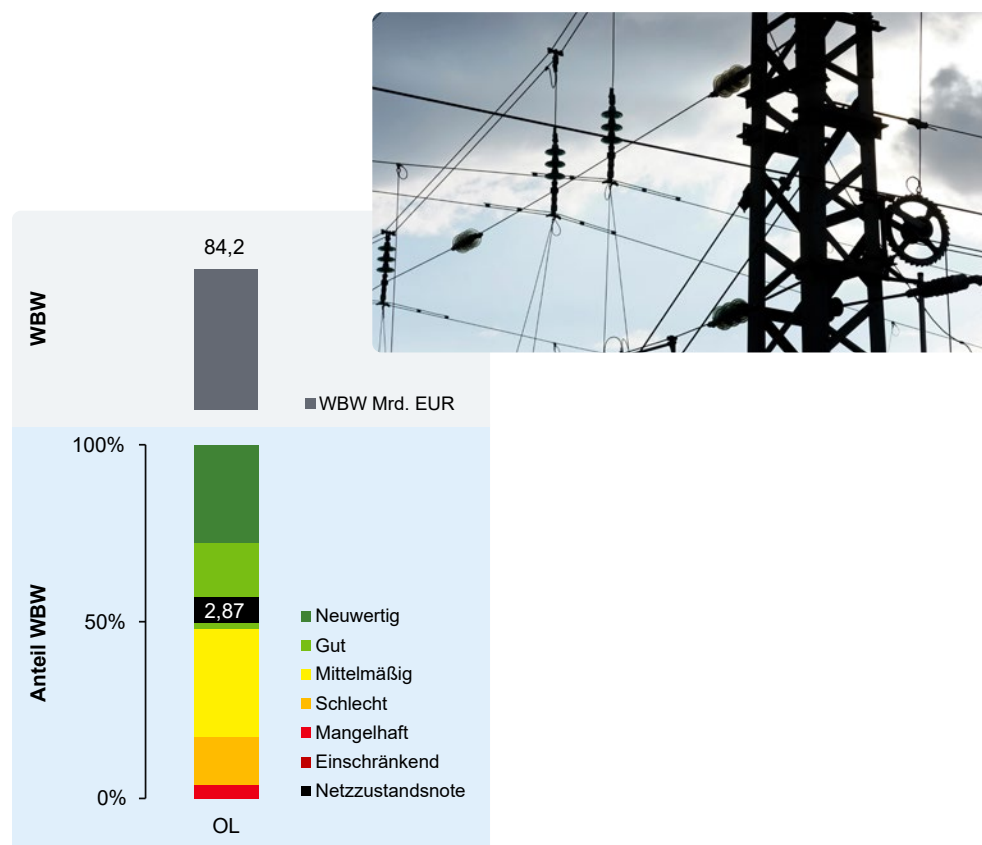 84,2
WBW
WBW Mrd. EUR
100%
50%
0%
Anteil WBW
2,87
Neuwertig
Gut
Mittelmäßig
Schlecht
Mangelhaft
Einschränkend
Netzzustandsnote
OL